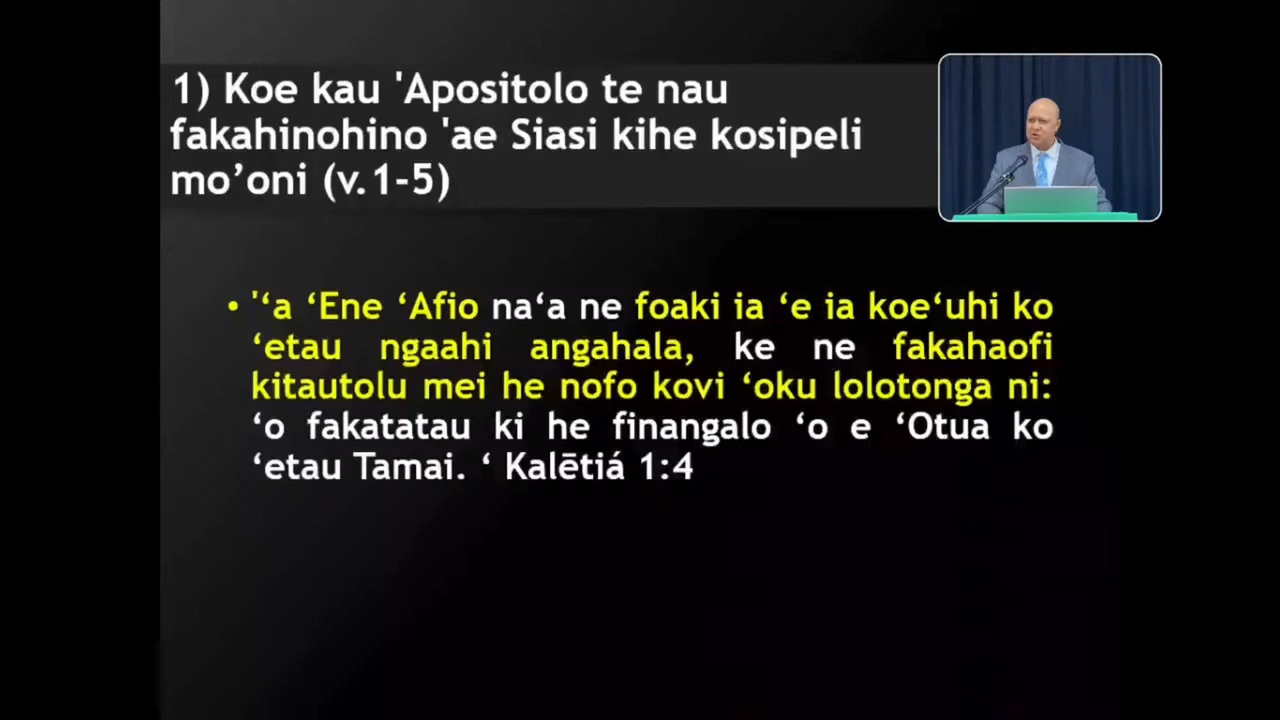 1) Koe kau 'Apositolo te nau
fakahinohino 'ae Siasi kihe kosipeli
mo’oni (v.1-5)
• '‘a ‘Ene ‘Afio na‘a ne foaki ia ‘e ia koe‘uhi ko
‘etau ngaahi angahala, ke ne fakahaofi
kitautolu mei he nofo kovi ‘oku lolotonga ni:
‘o fakatatau ki he finangalo ‘o e ‘Otua ko
‘etau Tamai. ‘ Kalētiá 1:4